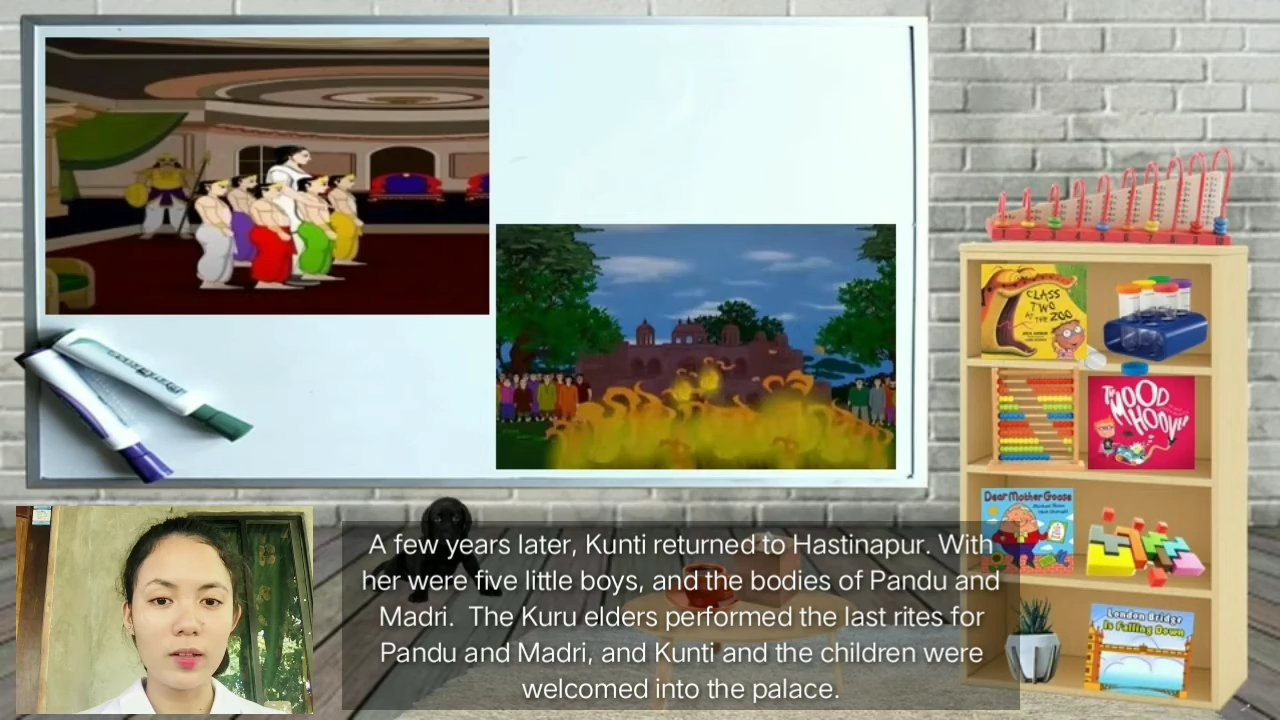 CLASS
TWO
AT THE ZOO
THE
MOOD
HOOVER
Dear Mother Goose
A few years later, Kunti returned to Hastinapur. With
her were five little boys, and the bodies of Pandu and
Madri.  The Kuru elders performed the last rites for
Pandu and Madri, and Kunti and the children were
welcomed into the palace.
London Bridge
Is Falling Down